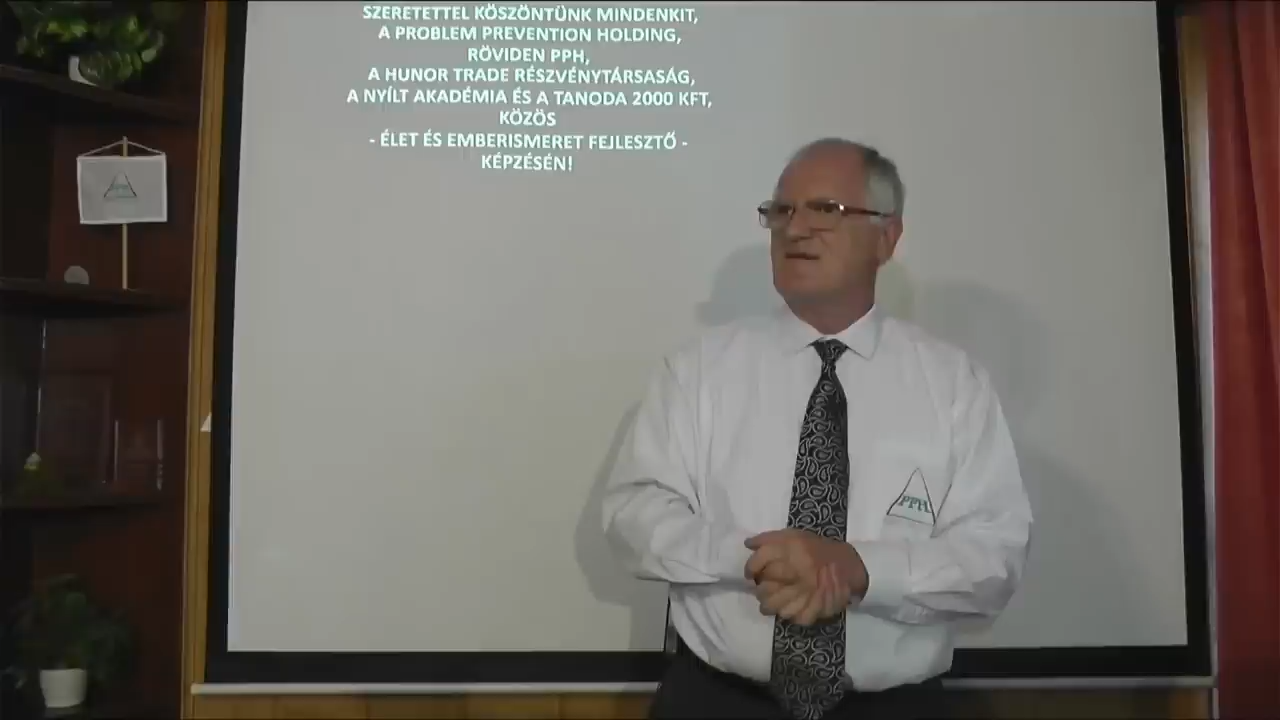 SZERETETTEL KÖSZÖNTÜNK MINDENKIT,
A PROBLEM PREVENTION HOLDING,
RÖVIDEN PPH,
A HUNOR TRADE RÉSZVÉNYTÁRSASÁG,
A NYÍLT AKADÉMIA ÉS A TANODA 2000 KFT,
KÖZÖS
- ÉLET ÉS EMBERISMERET FEJLESZTŐ -
KÉPZÉSÉN!
PPH
PPH